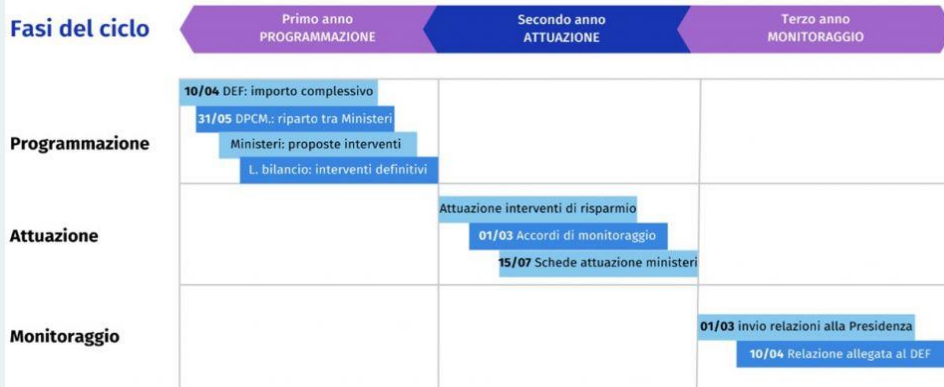 Fasi del ciclo
Primo anno
PROGRAMMAZIONE
Secondo anno
ATTUAZIONE
Terzo anno
MONITORAGGIO
Programmazione
10/04 DEF: importo complessivo
31/05 DPCM.: riparto tra Ministeri
Ministeri: proposte interventi
L. bilancio: interventi definitivi
Attuazione
Attuazione interventi di risparmio
01/03 Accordi di monitoraggio
15/07 Schede attuazione ministeri
Monitoraggio
01/03 invio relazioni alla Presidenza
10/04 Relazione allegata al DEF